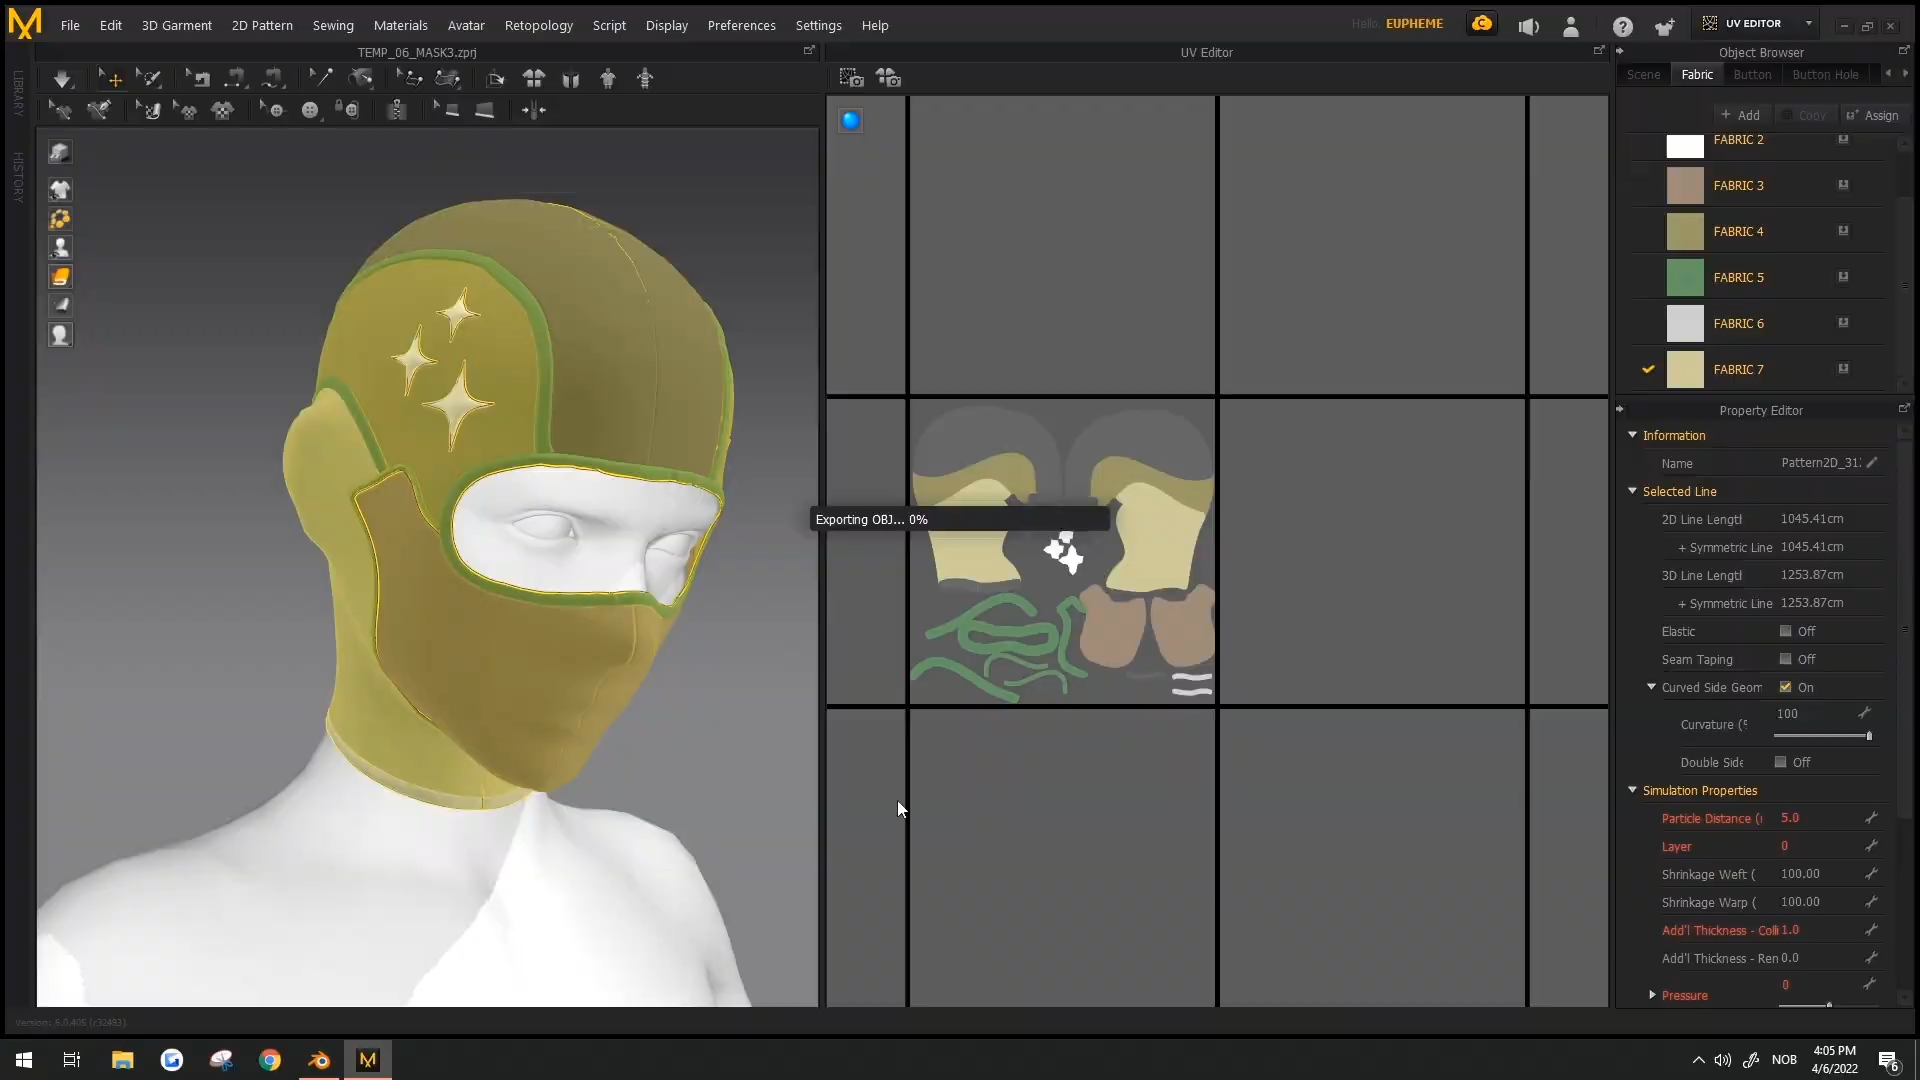 File Edit 3D Garment 2D Pattern Sewing Materials Avatar Retopology Script Display Preferences Settings Help
Hello, EUPHEME
UV EDITOR
TEMP_06_MASK3.zprj
UV Editor
Object Browser
Scene Fabric Button Button Hole
LIBRARY
HISTORY
+ Add Copy Assign
FABRIC 2
FABRIC 3
FABRIC 4
FABRIC 5
FABRIC 6
FABRIC 7
Property Editor
Information
Name Pattern2D_31
Selected Line
2D Line Lengtl 1045.41cm
+ Symmetric Line 1045.41cm
3D Line Lengtl 1253.87cm
+ Symmetric Line 1253.87cm
Elastic Off
Seam Taping Off
Curved Side Geom On
Curvature (% 100
Double Side Off
Simulation Properties
Particle Distance (ı 5.0
Layer 0
Shrinkage Weft ( 100.00
Shrinkage Warp ( 100.00
Add'l Thickness - Colli 1.0
Add'l Thickness - Ren 0.0
Pressure 0
Exporting OBJ... 0%
Version: 6.0.405 (r32493)
NOB
4:05 PM
4/6/2022
6